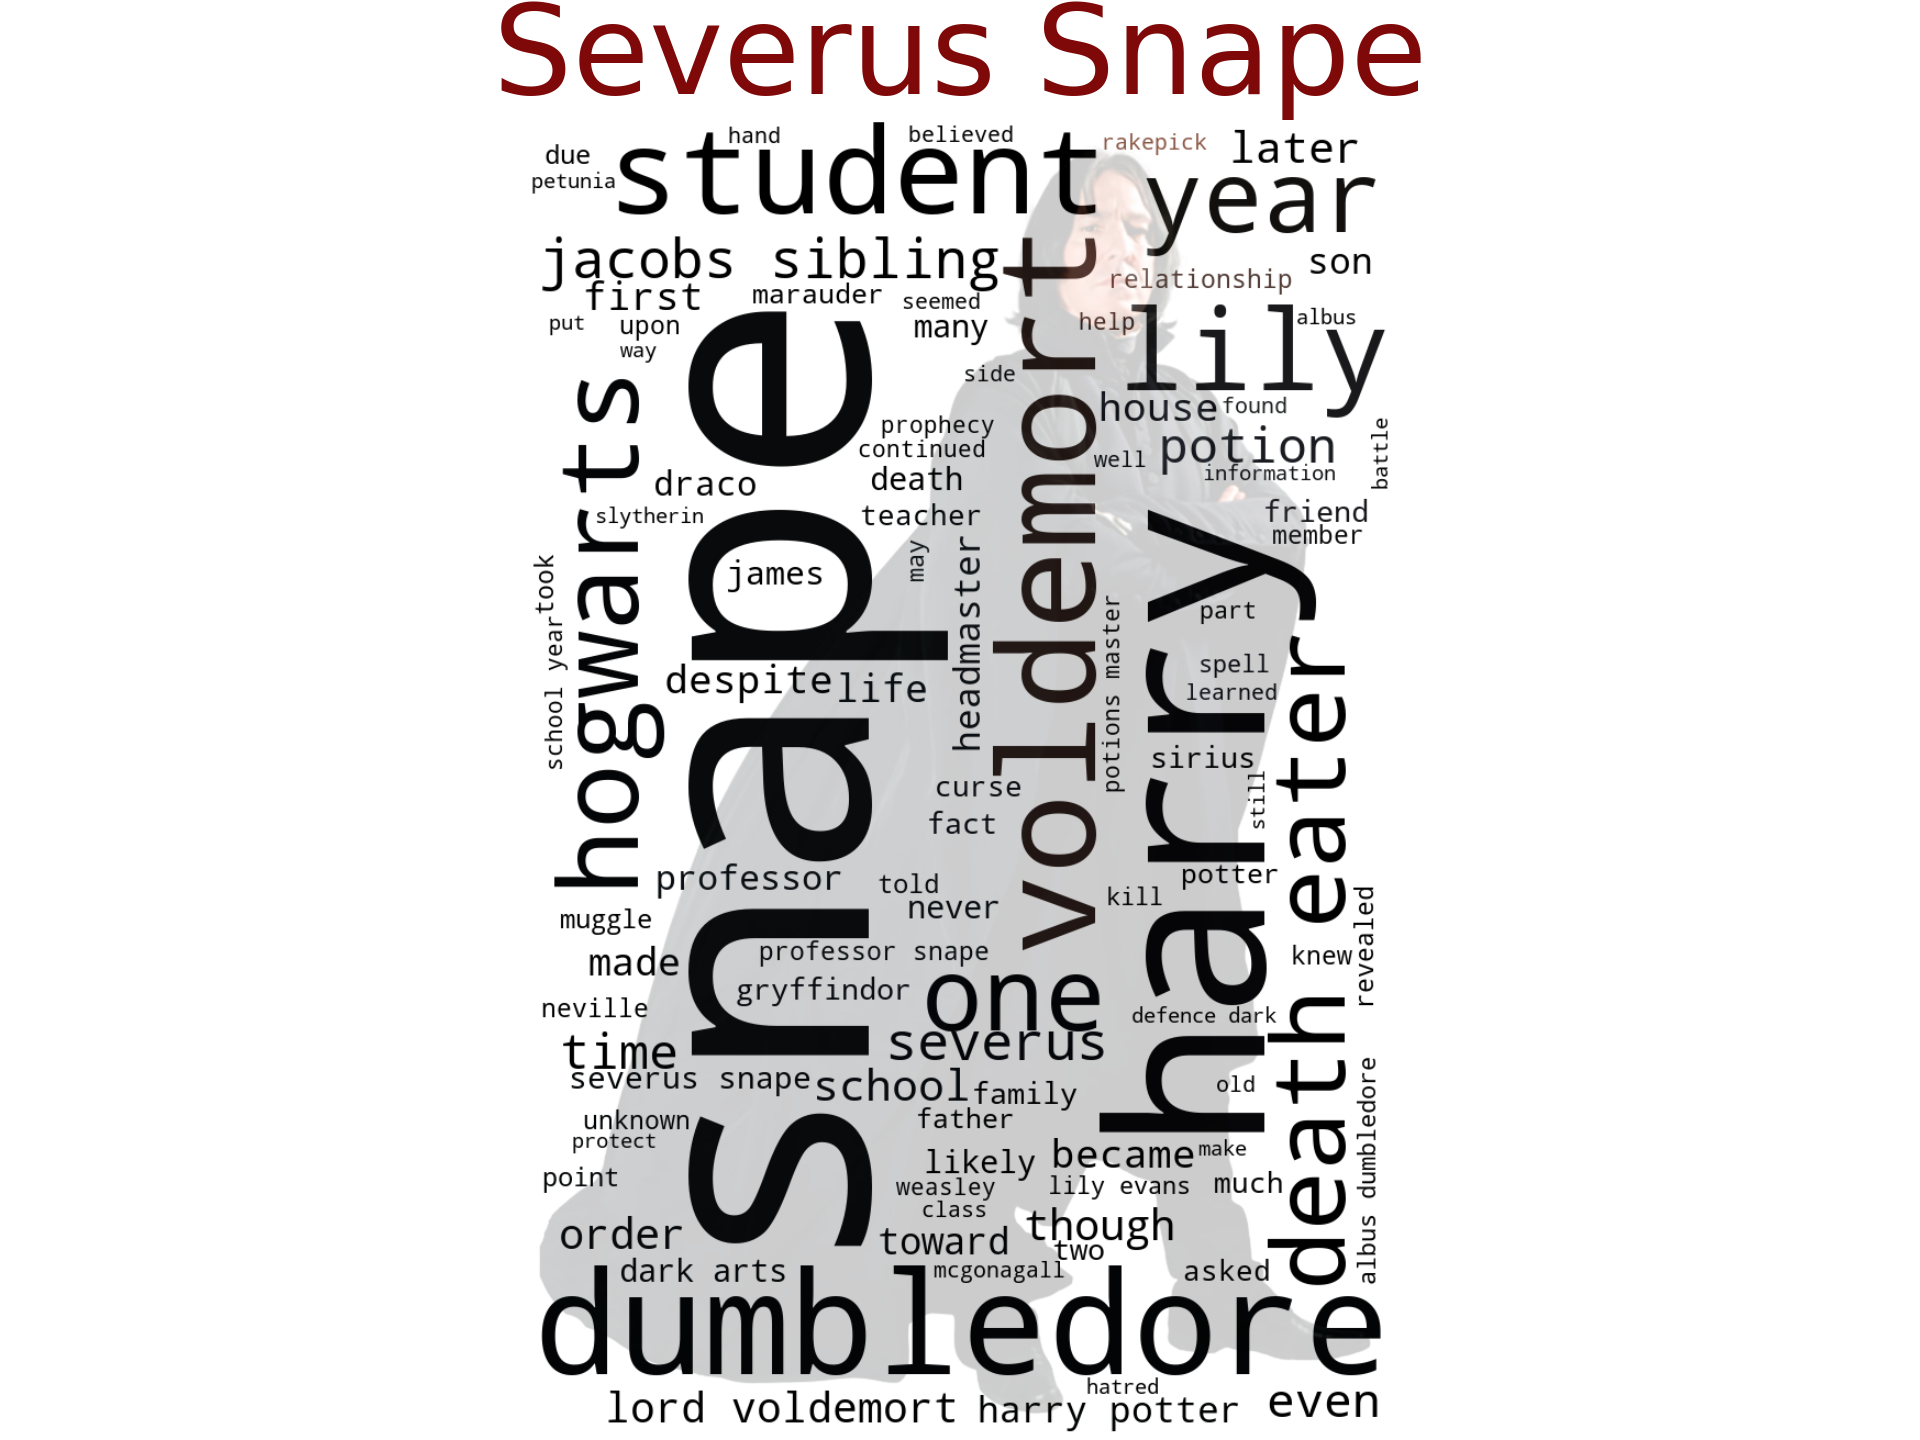 Severus Snape
hand
believed
rakepick
later
due
student
petunia
year
jacobs sibling
son
first
marauder
seemed
relationship
put
upon
many
help
lily
albus
way
side
house
found
prophecy
continued
well
potion
battle
information
draco
death
slytherin
teacher
friend
member
hogwarts
snape
voldemort
james
may
took
headmaster
potions master
part
harry
school year
despite
life
spell
learned
death eater
sirius
curse
still
fact
professor
told
potter
never
kill
muggle
made
professor snape
knew
revealed
gryffindor
one
neville
defence dark
time
severus
severus snape
school
family
old
unknown
father
protect
albus dumbledore
likely
became
make
point
weasley
lily evans
much
class
order
toward
though
two
dark arts
mcgonagall
asked
dumbledore
hatred
lord voldemort
harry potter
even